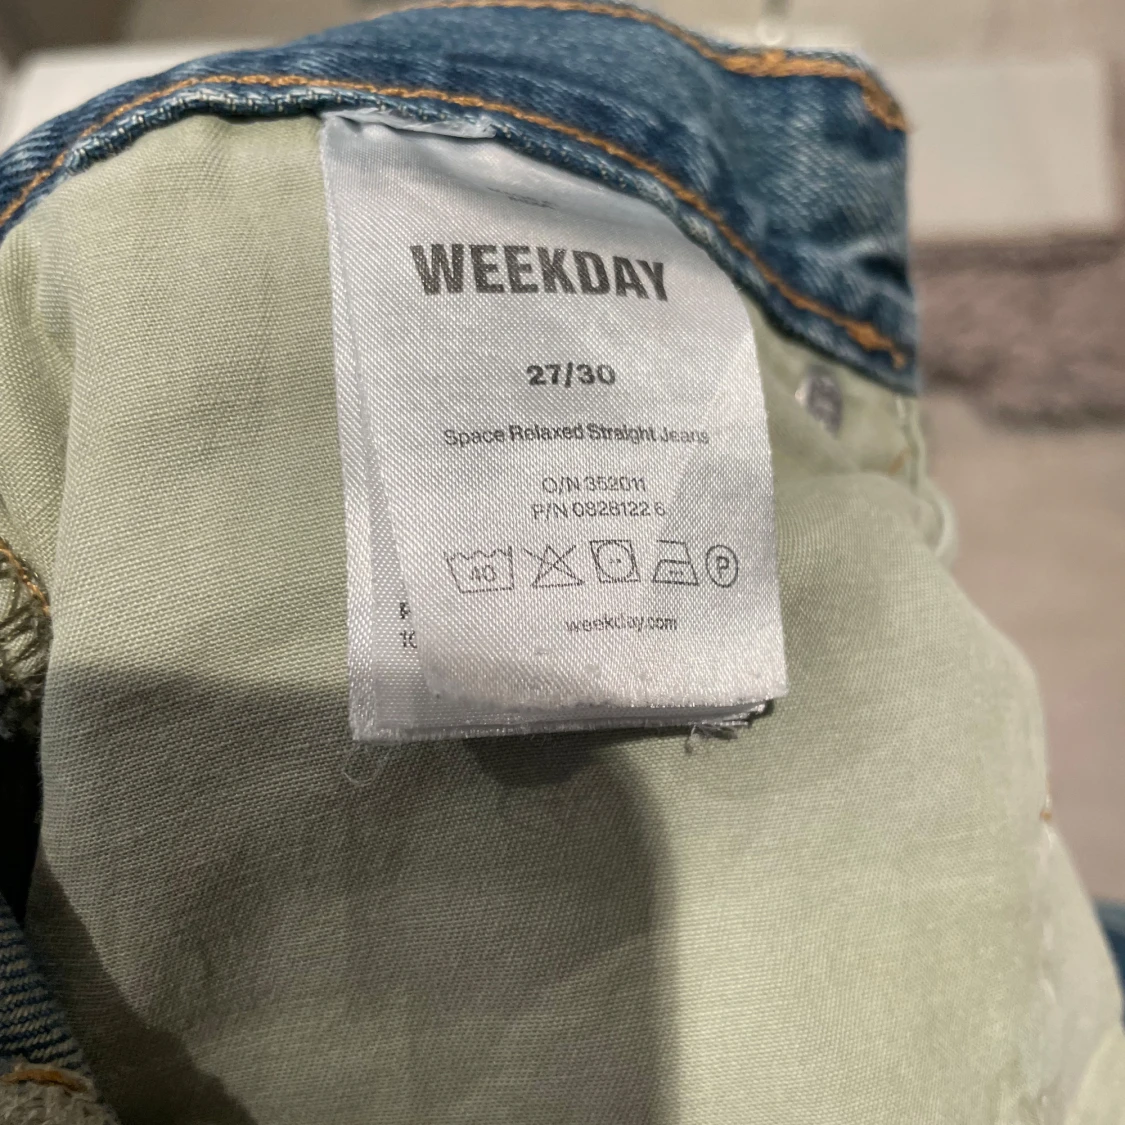 WEEKDAY
27/30
Space Relaxed Straight Jeans
O/N 352011
P/N 0828122 6
40
P
weekday.com